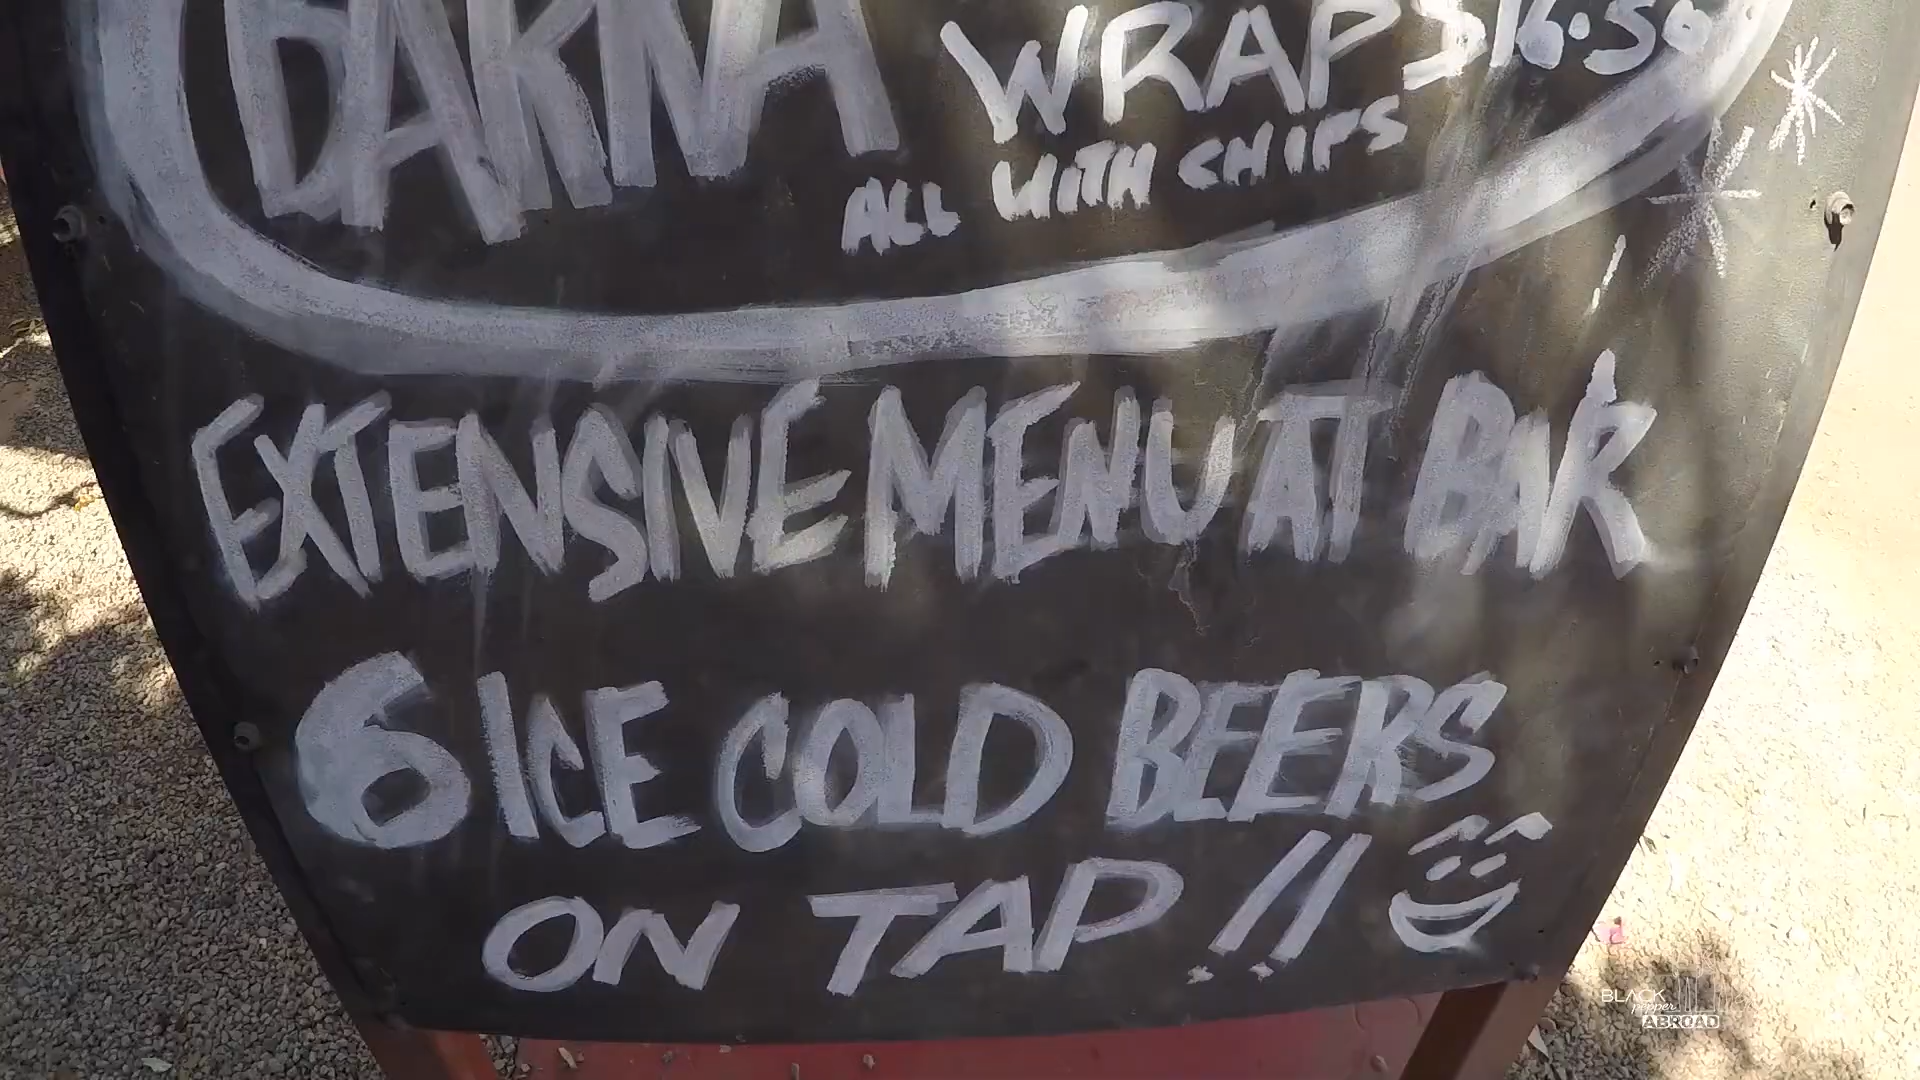 BARNA WRAPS $16.50
ALL WITH CHIPS
EXTENSIVE MENU AT BAR
6 ICE COLD BEERS
ON TAP!!
BLACK
pepper
ABROAD